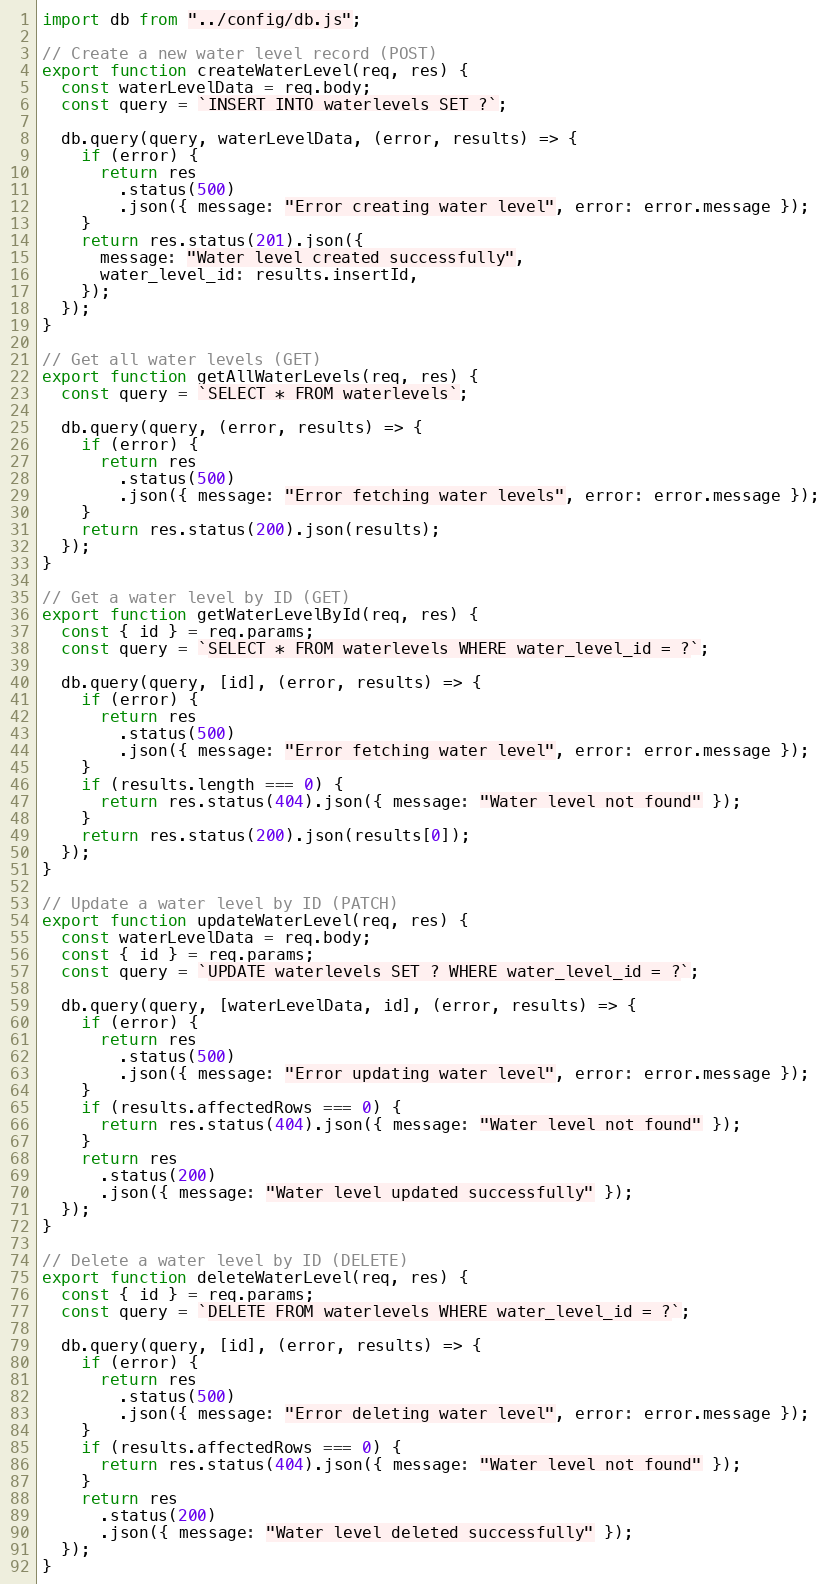 1 import db from "../config/db.js";
2
3 // Create a new water level record (POST)
4 export function createWaterLevel(req, res) {
5   const waterLevelData = req.body;
6   const query = `INSERT INTO waterlevels SET ?`;
7
8   db.query(query, waterLevelData, (error, results) => {
9     if (error) {
10       return res
11         .status(500)
12         .json({ message: "Error creating water level", error: error.message });
13     }
14     return res.status(201).json({
15       message: "Water level created successfully",
16       water_level_id: results.insertId,
17     });
18   });
19 }
20
21 // Get all water levels (GET)
22 export function getAllWaterLevels(req, res) {
23   const query = `SELECT * FROM waterlevels`;
24
25   db.query(query, (error, results) => {
26     if (error) {
27       return res
28         .status(500)
29         .json({ message: "Error fetching water levels", error: error.message });
30     }
31     return res.status(200).json(results);
32   });
33 }
34
35 // Get a water level by ID (GET)
36 export function getWaterLevelById(req, res) {
37   const { id } = req.params;
38   const query = `SELECT * FROM waterlevels WHERE water_level_id = ?`;
39
40   db.query(query, [id], (error, results) => {
41     if (error) {
42       return res
43         .status(500)
44         .json({ message: "Error fetching water level", error: error.message });
45     }
46     if (results.length === 0) {
47       return res.status(404).json({ message: "Water level not found" });
48     }
49     return res.status(200).json(results[0]);
50   });
51 }
52
53 // Update a water level by ID (PATCH)
54 export function updateWaterLevel(req, res) {
55   const waterLevelData = req.body;
56   const { id } = req.params;
57   const query = `UPDATE waterlevels SET ? WHERE water_level_id = ?`;
58
59   db.query(query, [waterLevelData, id], (error, results) => {
60     if (error) {
61       return res
62         .status(500)
63         .json({ message: "Error updating water level", error: error.message });
64     }
65     if (results.affectedRows === 0) {
66       return res.status(404).json({ message: "Water level not found" });
67     }
68     return res
69       .status(200)
70       .json({ message: "Water level updated successfully" });
71   });
72 }
73
74 // Delete a water level by ID (DELETE)
75 export function deleteWaterLevel(req, res) {
76   const { id } = req.params;
77   const query = `DELETE FROM waterlevels WHERE water_level_id = ?`;
78
79   db.query(query, [id], (error, results) => {
80     if (error) {
81       return res
82         .status(500)
83         .json({ message: "Error deleting water level", error: error.message });
84     }
85     if (results.affectedRows === 0) {
86       return res.status(404).json({ message: "Water level not found" });
87     }
88     return res
89       .status(200)
90       .json({ message: "Water level deleted successfully" });
91   });
92 }